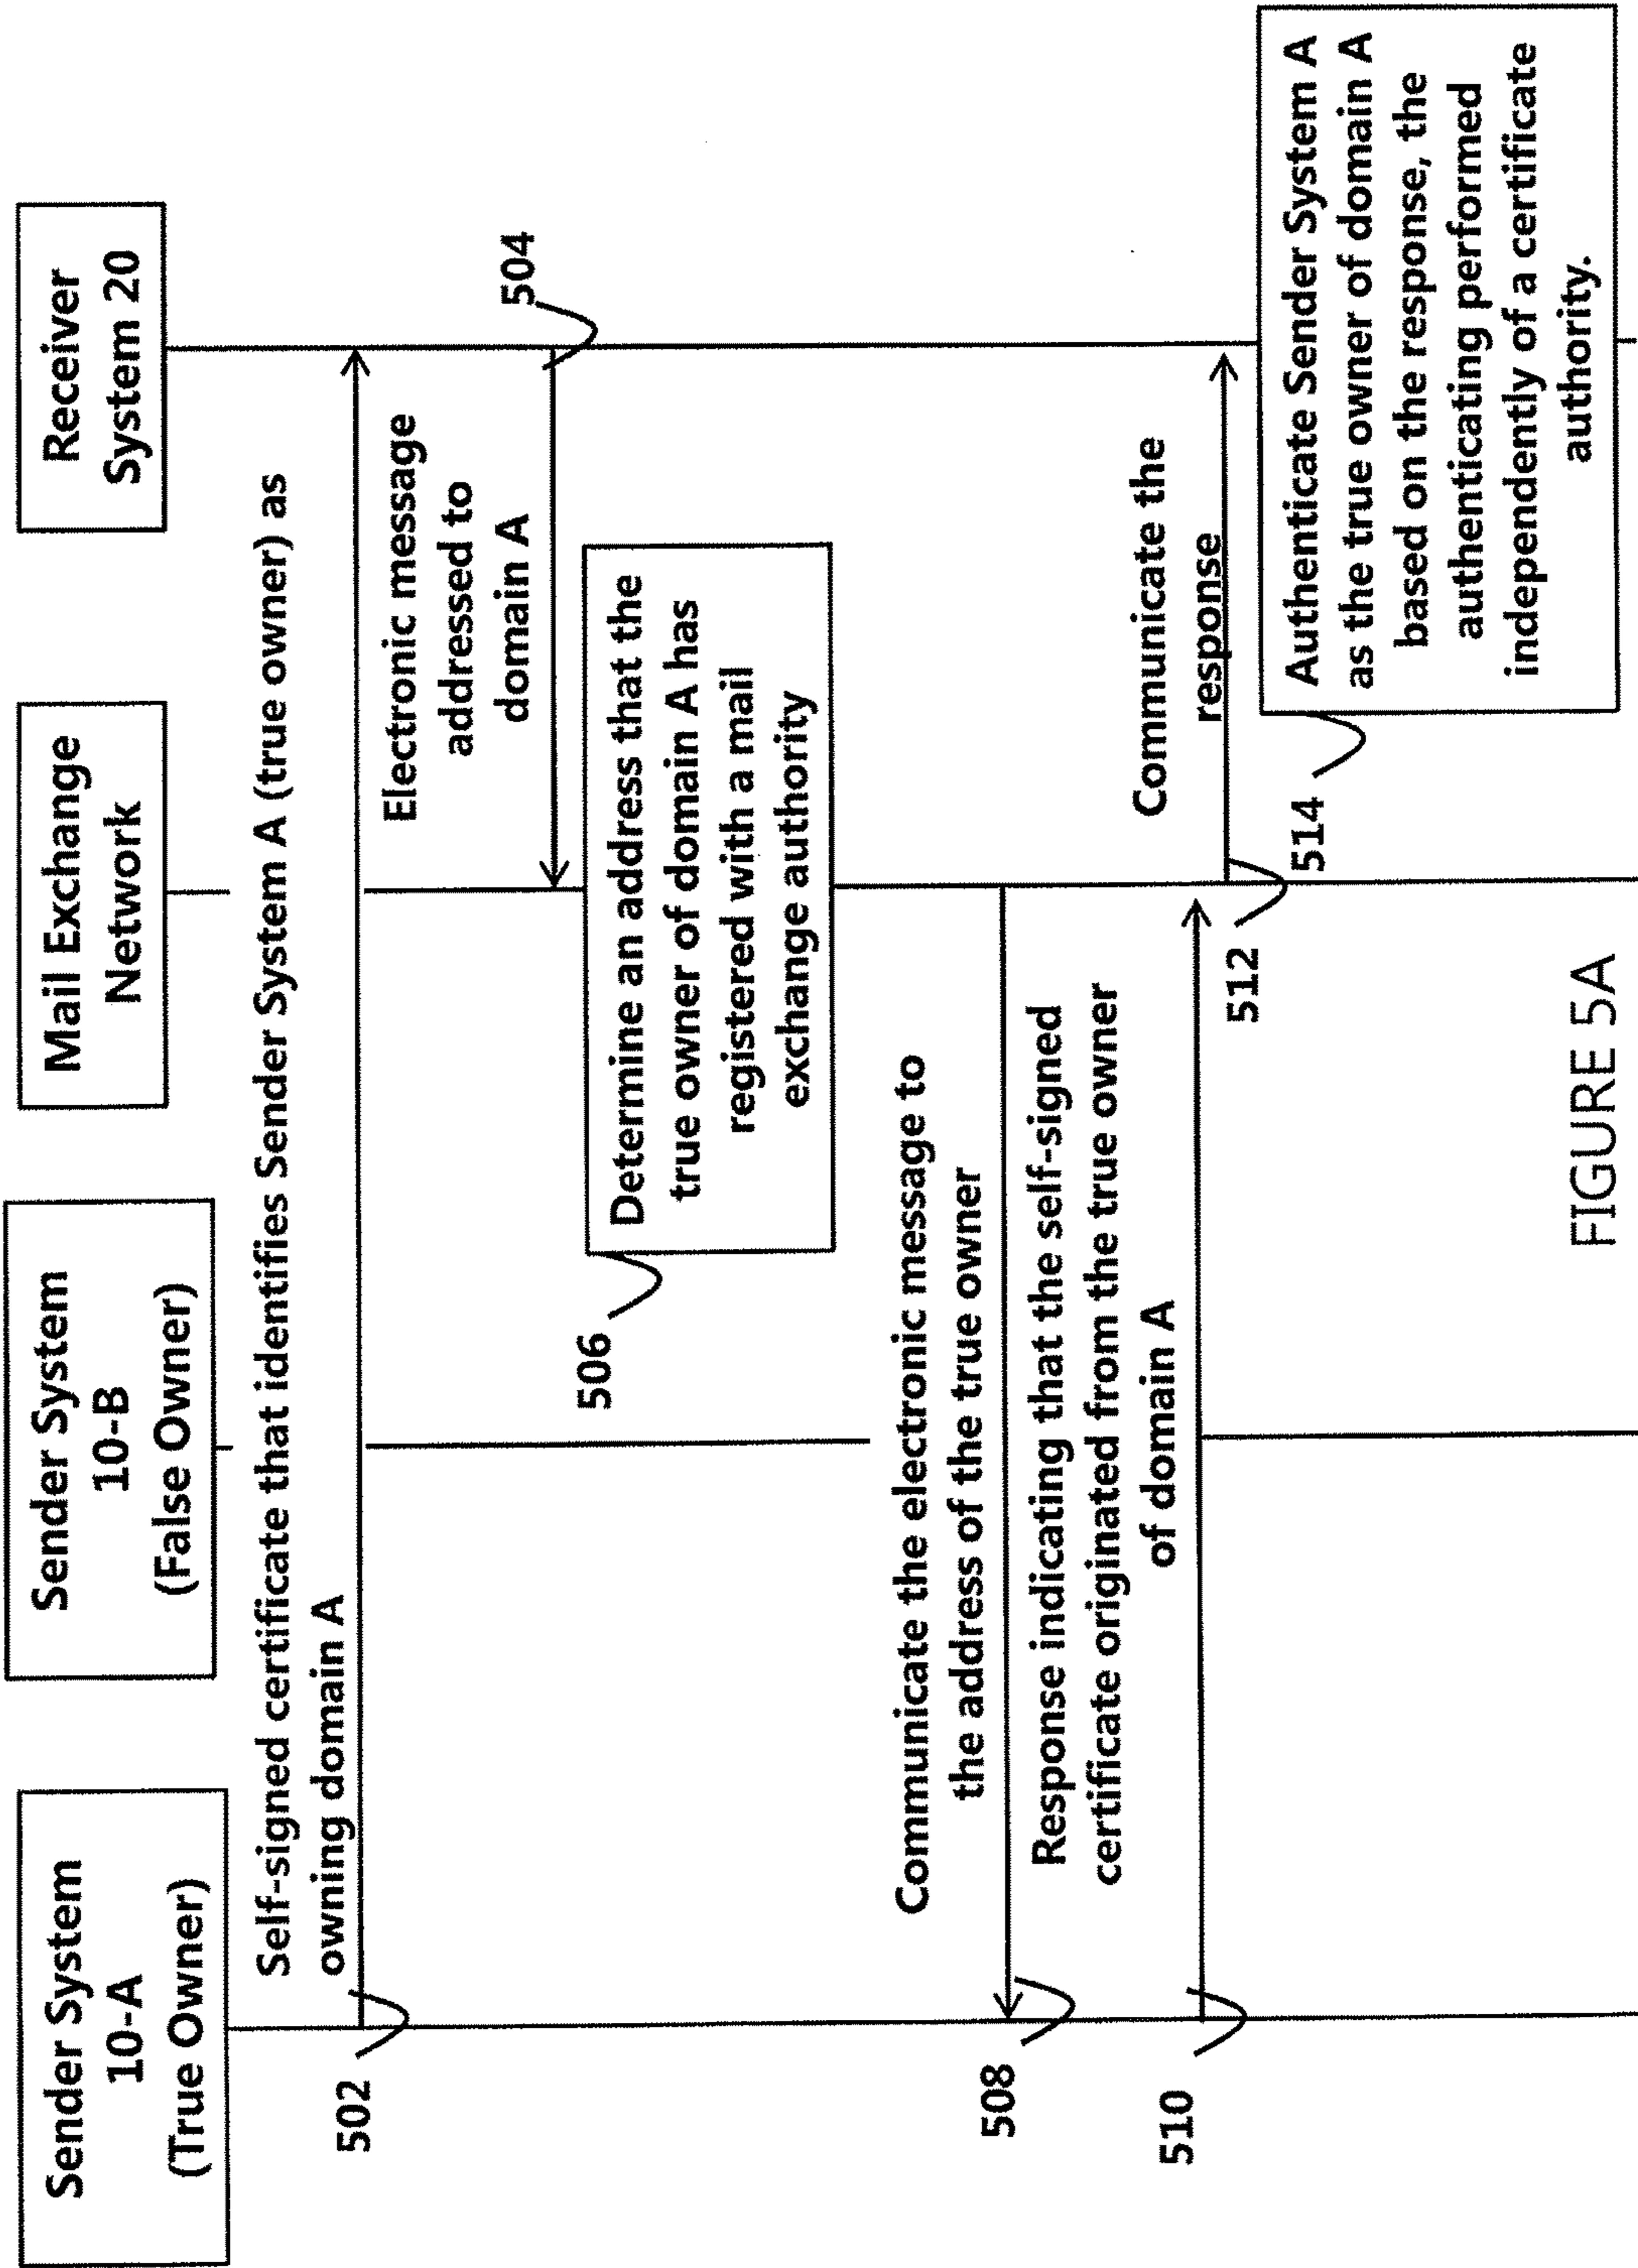 Sender System
10-A
(True Owner)
Sender System
10-B
(False Owner)
Mail Exchange
Network
Receiver
System 20
Self-signed certificate that identifies Sender System A (true owner) as
owning domain A
502
Electronic message
addressed to
domain A
504
Determine an address that the
true owner of domain A has
registered with a mail
exchange authority
506
Communicate the electronic message to
the address of the true owner
508
Response indicating that the self-signed
certificate originated from the true owner
of domain A
510
Communicate the
response
512
Authenticate Sender System A
as the true owner of domain A
based on the response, the
authenticating performed
independently of a certificate
authority.
514
FIGURE 5A